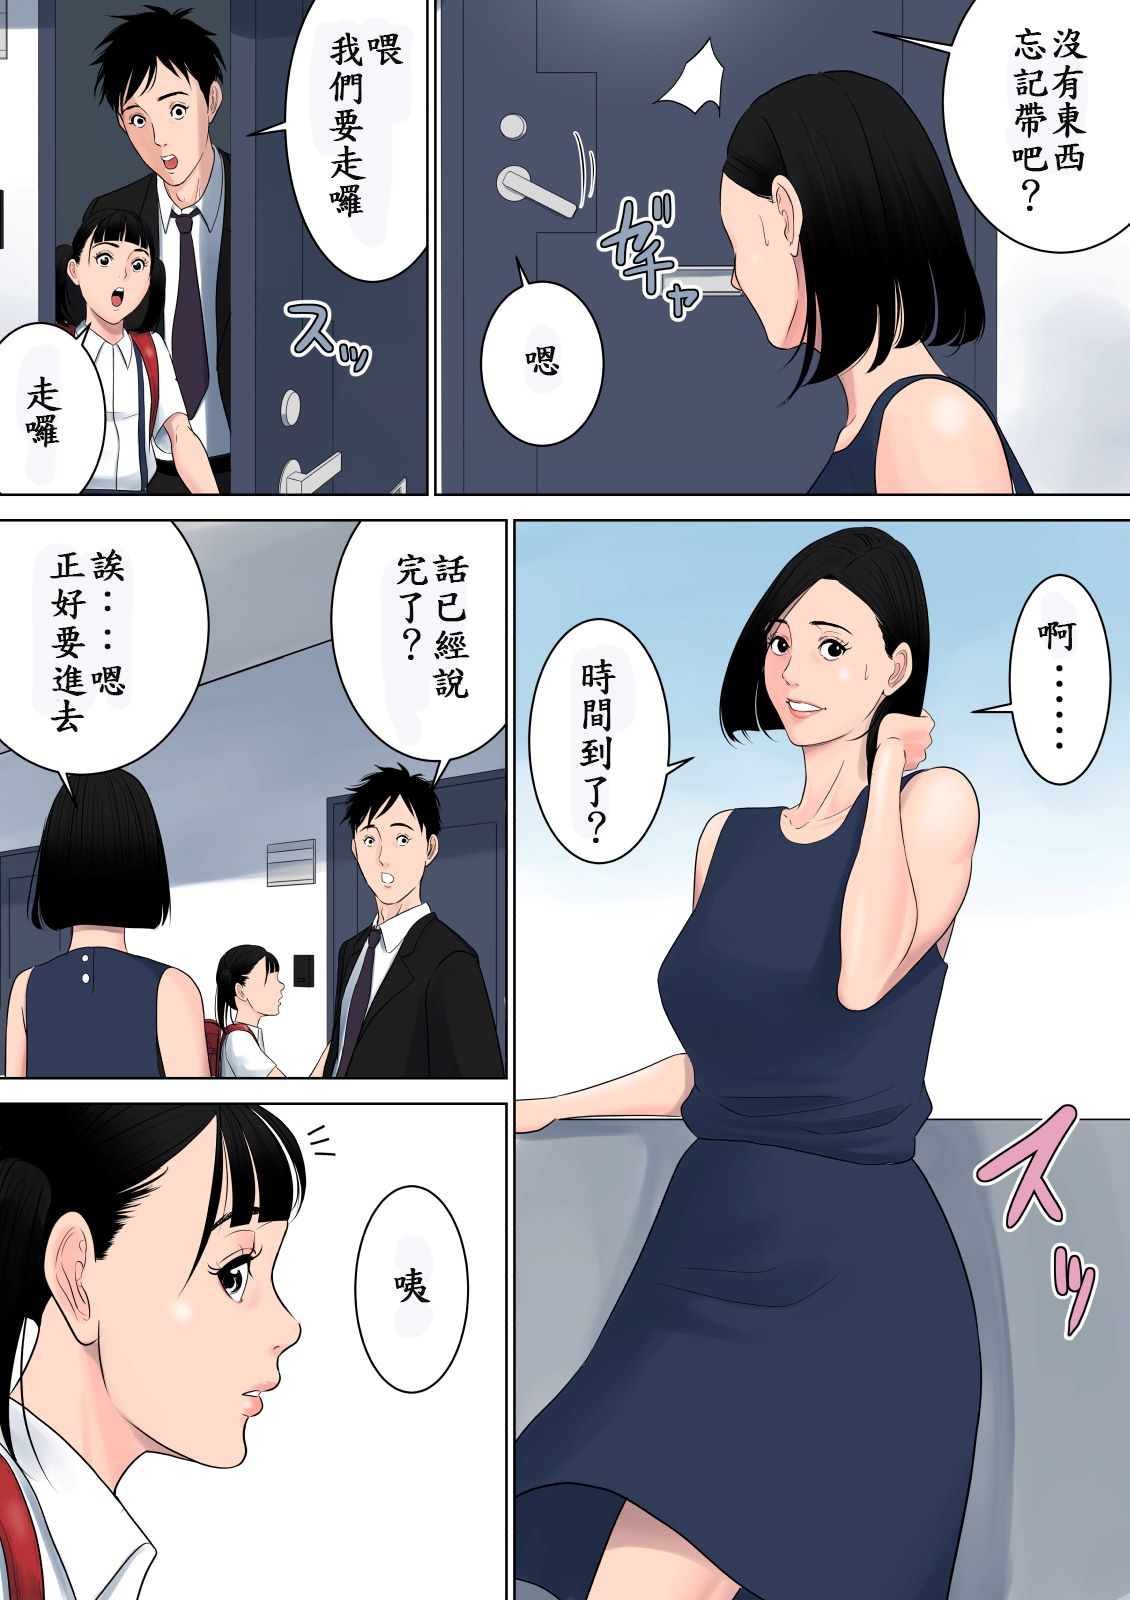 沒有東西
忘記帶吧？
ガチャ
嗯
喂
我們要走囉
スッ
走囉
啊……
時間到了？
スッ
話已經說
完了？
誒……嗯
正好要進去
咦